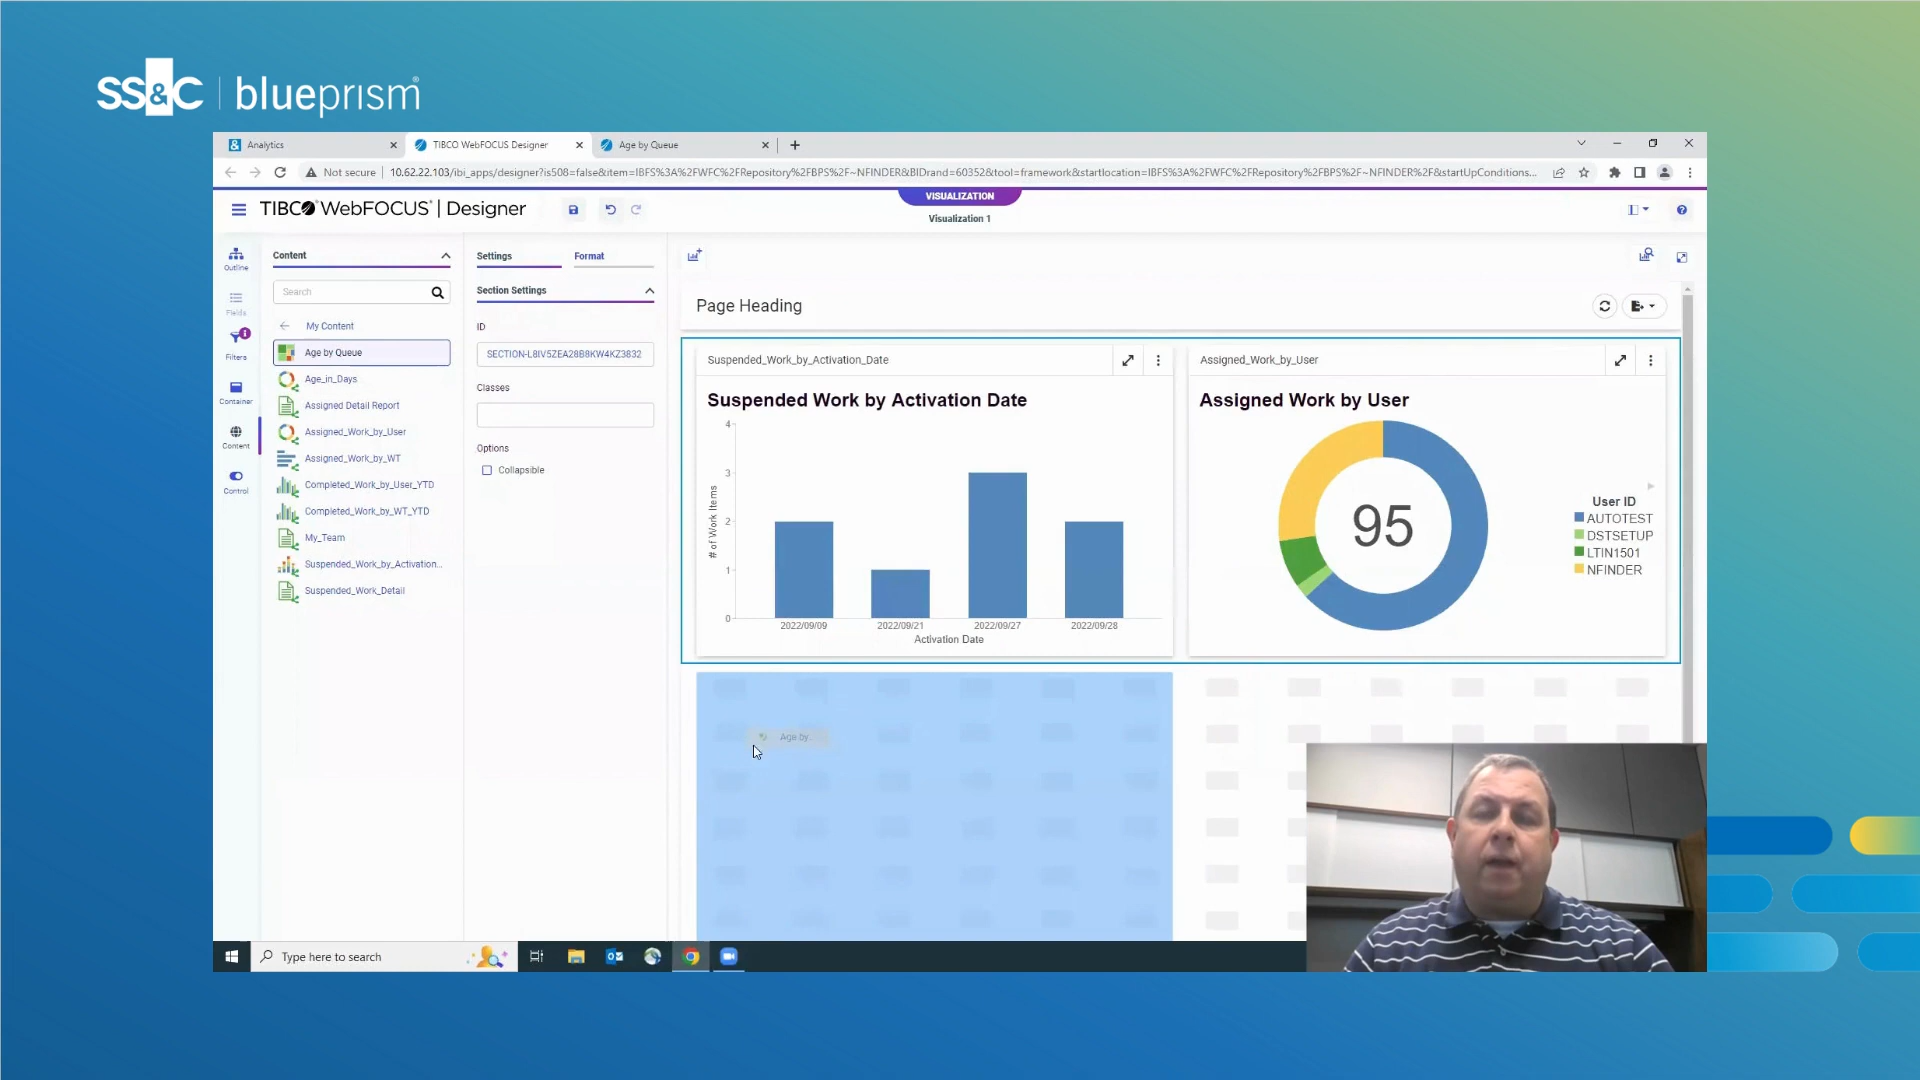 SS&C | blueprism®
Analytics
TIBCO WebFOCUS Designer
Age by Queue
Not secure
10.62.22.103/ibi_apps/designer?is508=false&item=IBFS%3A%2FWFC%2FRepository%2FBPS%2F~NFINDER&BIDrand=60352&tool=framework&startlocation=IBFS%3A%2FWFC%2FRepository%2FBPS%2F~NFINDER%2F&startUpConditions...
TIBCO WebFOCUS® | Designer
VISUALIZATION
Visualization 1
Outline
Fields
Filters
Container
Content
Control
Content
Search
My Content
Age by Queue
Age_in_Days
Assigned Detail Report
Assigned_Work_by_User
Assigned_Work_by_WT
Completed_Work_by_User_YTD
Completed_Work_by_WT_YTD
My_Team
Suspended_Work_by_Activation...
Suspended_Work_Detail
Settings
Format
Section Settings
ID
SECTION-L8IV5ZEA28B8KW4KZ3832
Classes
Options
Collapsible
Page Heading
Suspended_Work_by_Activation_Date
Suspended Work by Activation Date
# of Work Items
4
3
2
1
0
2022/09/09
2022/09/21
2022/09/27
2022/09/28
Activation Date
Assigned_Work_by_User
Assigned Work by User
95
User ID
AUTOTEST
DSTSETUP
LTIN1501
NFINDER
Age by...
Type here to search